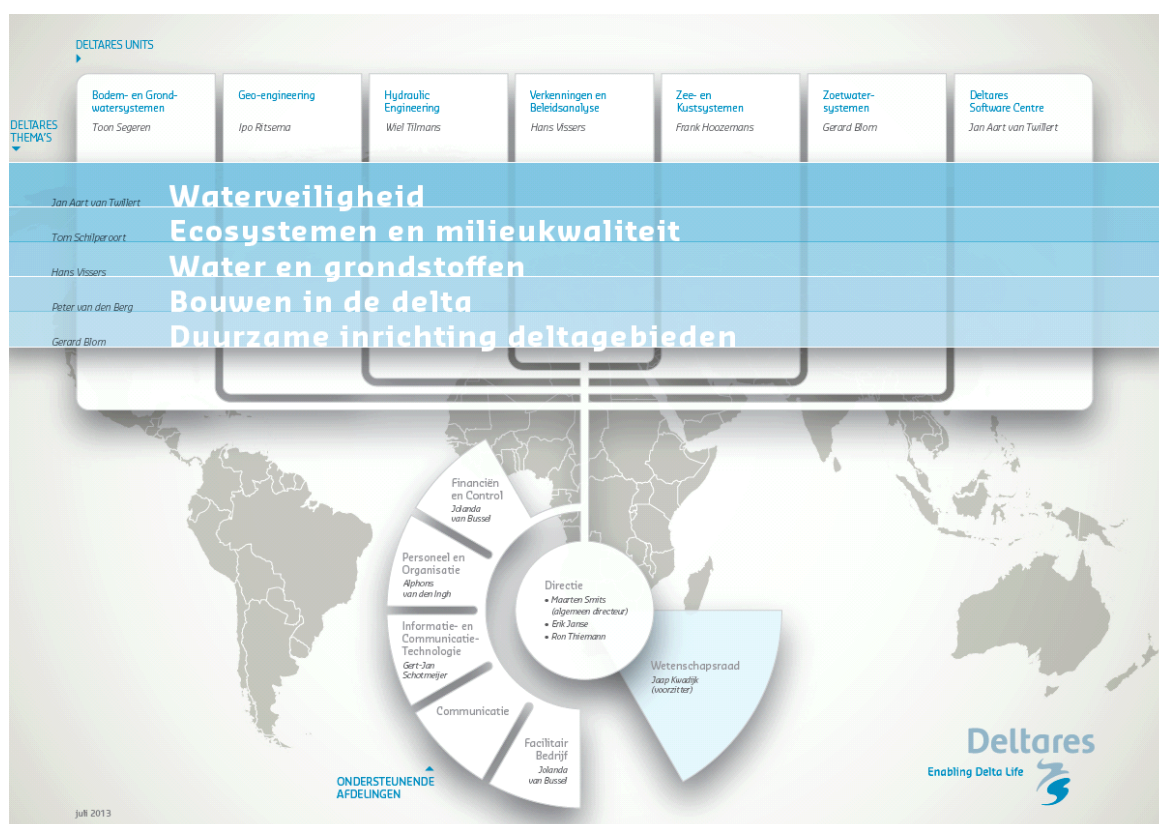 DELTARES UNITS
Bodem- en Grond-
watersystemen
Toon Segeren
Geo-engineering
Ipo Ritsema
Hydraulic
Engineering
Wiel Tilmans
Verkenningen en
Beleidsanalyse
Hans Vissers
Zee- en
Kustsystemen
Frank Hoozemans
Zoetwater-
systemen
Gerard Blom
Deltares
Software Centre
Jan Aart van Twillert
DELTARES
THEMA'S
Jan Aart van Twillert
Waterveiligheid
Tom Schilperoort
Ecosystemen en milieukwaliteit
Hans Vissers
Water en grondstoffen
Peter van den Berg
Bouwen in de delta
Gerard Blom
Duurzame inrichting deltagebieden
Financiën
en Control
Jolanda
van Bussel
Personeel en
Organisatie
Alphons
van den Ingh
Informatie- en
Communicatie-
Technologie
Gert-Jan
Schotmeijer
Communicatie
Facilitair
Bedrijf
Jolanda
van Bussel
ONDERSTEUNENDE
AFDELINGEN
Directie
• Maarten Smits
(algemeen directeur)
• Erik Janse
• Ron Thiemann
Wetenschapsraad
Jaap Kwadijk
(voorzitter)
Deltares
Enabling Delta Life
juli 2013